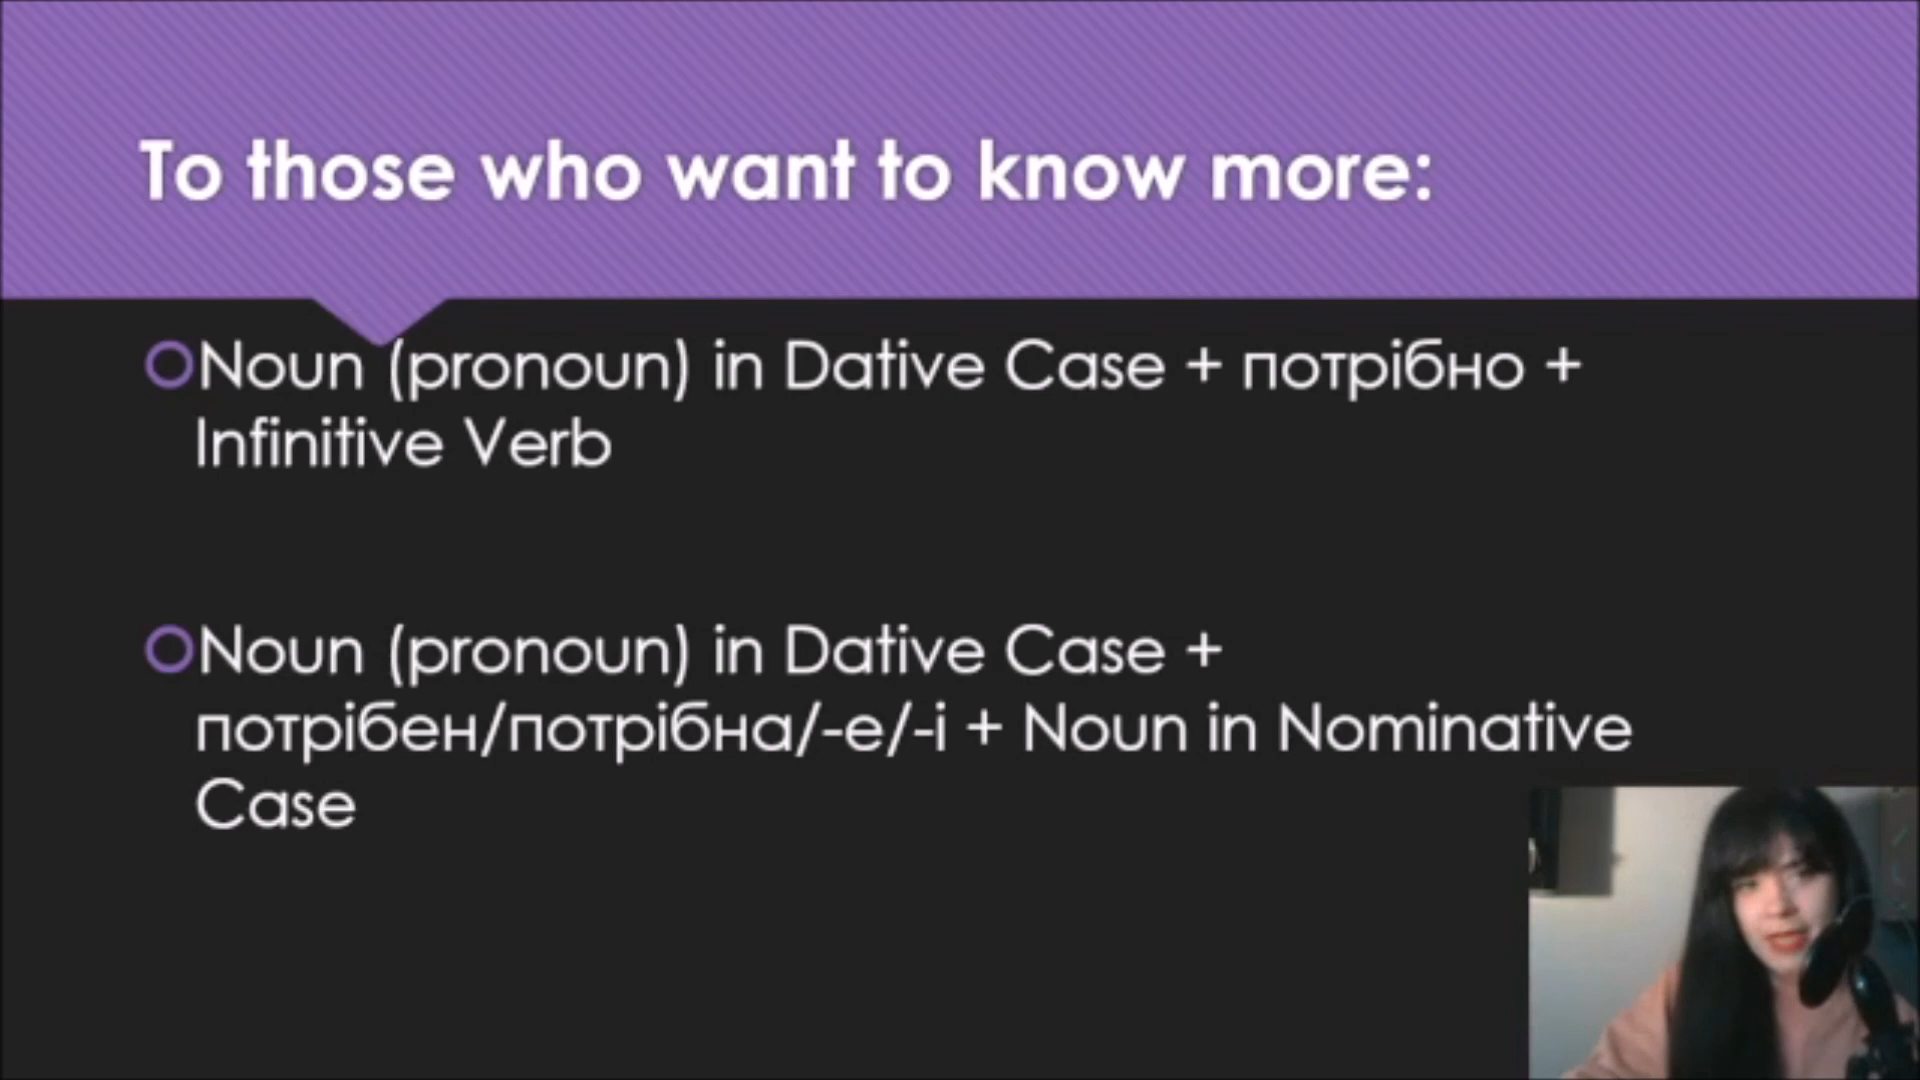 To those who want to know more:
Noun (pronoun) in Dative Case + потрібно +
Infinitive Verb
Noun (pronoun) in Dative Case +
потрібен/потрібна/-е/-і + Noun in Nominative
Case